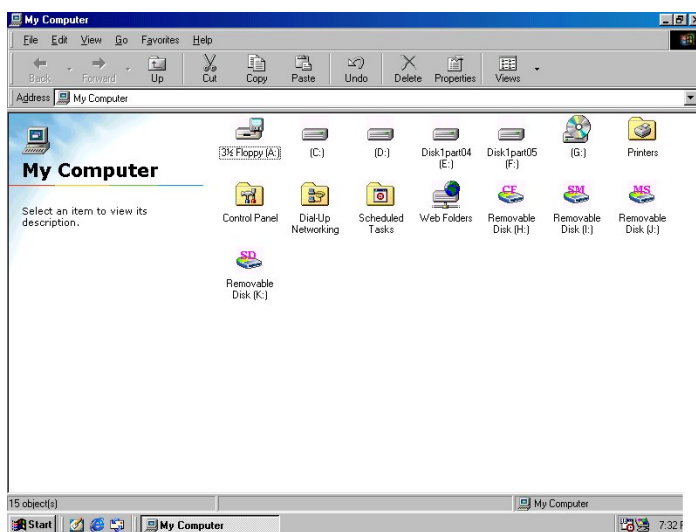 My Computer
File Edit View Go Favorites Help
Back Forward Up Cut Copy Paste Undo Delete Properties Views
Address My Computer
My Computer
Select an item to view its
description.
3½ Floppy (A:) (C:) (D:) Disk1part04 (E:) Disk1part05 (F:) (G:) Printers
Control Panel Dial-Up Networking Scheduled Tasks Web Folders Removable Disk (H:) Removable Disk (I:) Removable Disk (J:)
CF SM MS
SD
Removable Disk (K:)
15 object(s) My Computer
Start My Computer 7:32